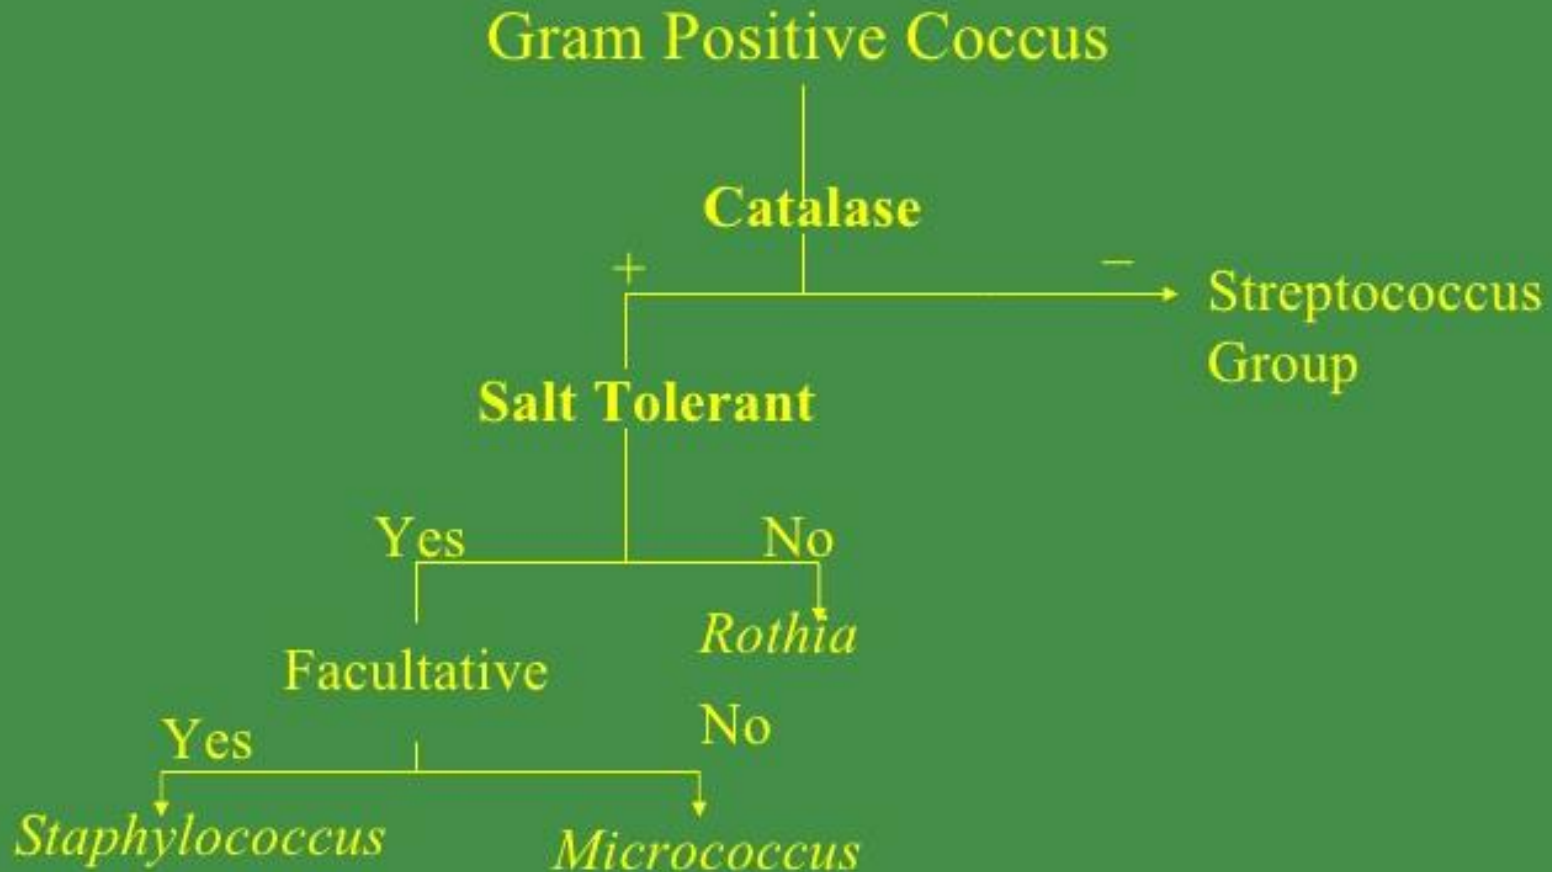 Gram Positive Coccus
Catalase
+ –
Streptococcus
Group
Salt Tolerant
Yes No
Rothia
Facultative
Yes No
Staphylococcus Micrococcus